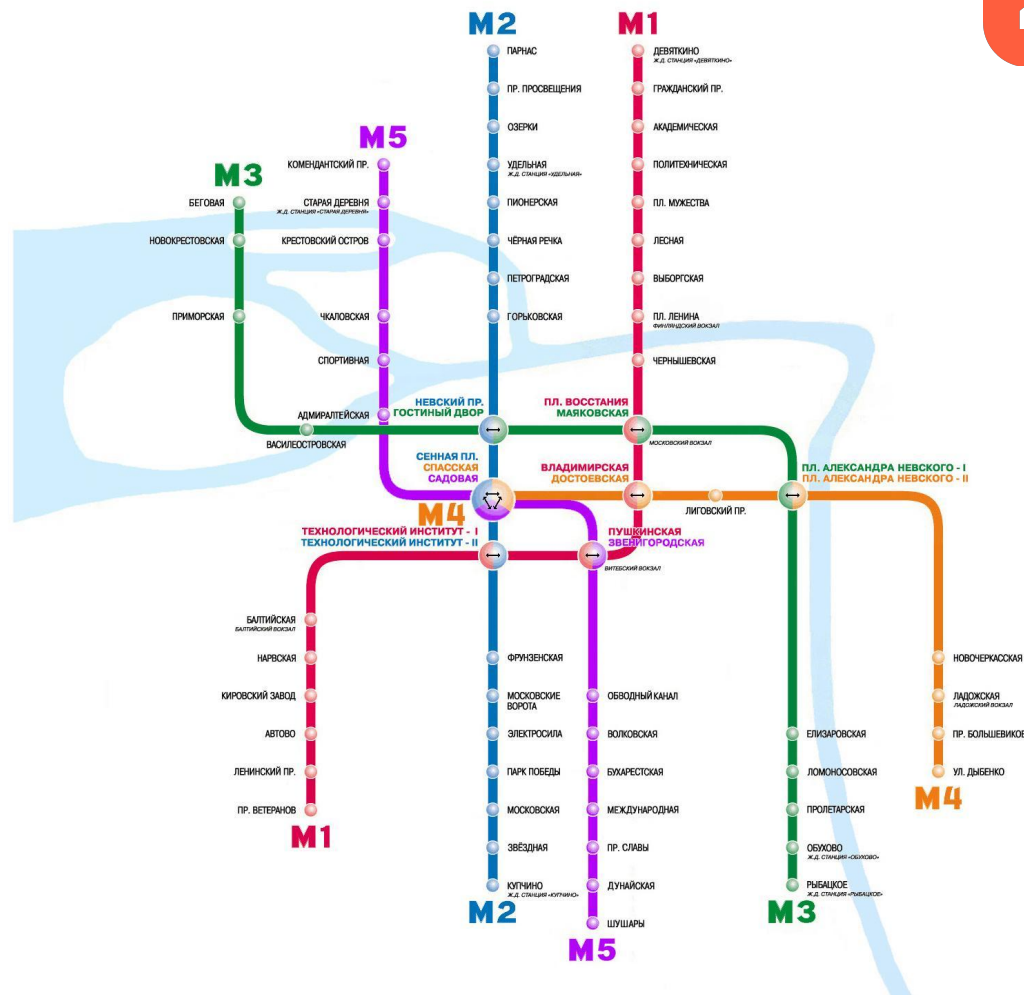 M2
M1
ПАРНАС
ДЕВЯТКИНО
Ж.Д. СТАНЦИЯ «ДЕВЯТКИНО»
ПР. ПРОСВЕЩЕНИЯ
ГРАЖДАНСКИЙ ПР.
ОЗЕРКИ
АКАДЕМИЧЕСКАЯ
M5
КОМЕНДАНТСКИЙ ПР.
УДЕЛЬНАЯ
Ж.Д. СТАНЦИЯ «УДЕЛЬНАЯ»
ПОЛИТЕХНИЧЕСКАЯ
M3
БЕГОВАЯ
СТАРАЯ ДЕРЕВНЯ
Ж.Д. СТАНЦИЯ «СТАРАЯ ДЕРЕВНЯ»
ПИОНЕРСКАЯ
ПЛ. МУЖЕСТВА
НОВОКРЕСТОВСКАЯ
КРЕСТОВСКИЙ ОСТРОВ
ЧЁРНАЯ РЕЧКА
ЛЕСНАЯ
ПЕТРОГРАДСКАЯ
ВЫБОРГСКАЯ
ПРИМОРСКАЯ
ЧКАЛОВСКАЯ
ГОРЬКОВСКАЯ
ПЛ. ЛЕНИНА
ФИНЛЯНДСКИЙ ВОКЗАЛ
СПОРТИВНАЯ
ЧЕРНЫШЕВСКАЯ
АДМИРАЛТЕЙСКАЯ
НЕВСКИЙ ПР.
ГОСТИНЫЙ ДВОР
ПЛ. ВОССТАНИЯ
МАЯКОВСКАЯ
ВАСИЛЕОСТРОВСКАЯ
МОСКОВСКИЙ ВОКЗАЛ
СЕННАЯ ПЛ.
СПАССКАЯ
САДОВАЯ
ВЛАДИМИРСКАЯ
ДОСТОЕВСКАЯ
ПЛ. АЛЕКСАНДРА НЕВСКОГО - I
ПЛ. АЛЕКСАНДРА НЕВСКОГО - II
M4
ЛИГОВСКИЙ ПР.
ТЕХНОЛОГИЧЕСКИЙ ИНСТИТУТ - I
ТЕХНОЛОГИЧЕСКИЙ ИНСТИТУТ - II
ПУШКИНСКАЯ
ЗВЕНИГОРОДСКАЯ
ВИТЕБСКИЙ ВОКЗАЛ
БАЛТИЙСКАЯ
БАЛТИЙСКИЙ ВОКЗАЛ
НАРВСКАЯ
ФРУНЗЕНСКАЯ
НОВОЧЕРКАССКАЯ
КИРОВСКИЙ ЗАВОД
МОСКОВСКИЕ
ВОРОТА
ОБВОДНЫЙ КАНАЛ
ЛАДОЖСКАЯ
ЛАДОЖСКИЙ ВОКЗАЛ
АВТОВО
ЭЛЕКТРОСИЛА
ВОЛКОВСКАЯ
ЕЛИЗАРОВСКАЯ
ПР. БОЛЬШЕВИКОВ
ЛЕНИНСКИЙ ПР.
ПАРК ПОБЕДЫ
БУХАРЕСТСКАЯ
ЛОМОНОСОВСКАЯ
УЛ. ДЫБЕНКО
M4
ПР. ВЕТЕРАНОВ
МОСКОВСКАЯ
МЕЖДУНАРОДНАЯ
ПРОЛЕТАРСКАЯ
M1
ЗВЁЗДНАЯ
ПР. СЛАВЫ
ОБУХОВО
Ж.Д. СТАНЦИЯ «ОБУХОВО»
КУПЧИНО
Ж.Д. СТАНЦИЯ «КУПЧИНО»
ДУНАЙСКАЯ
РЫБАЦКОЕ
Ж.Д. СТАНЦИЯ «РЫБАЦКОЕ»
M2
M3
ШУШАРЫ
M5